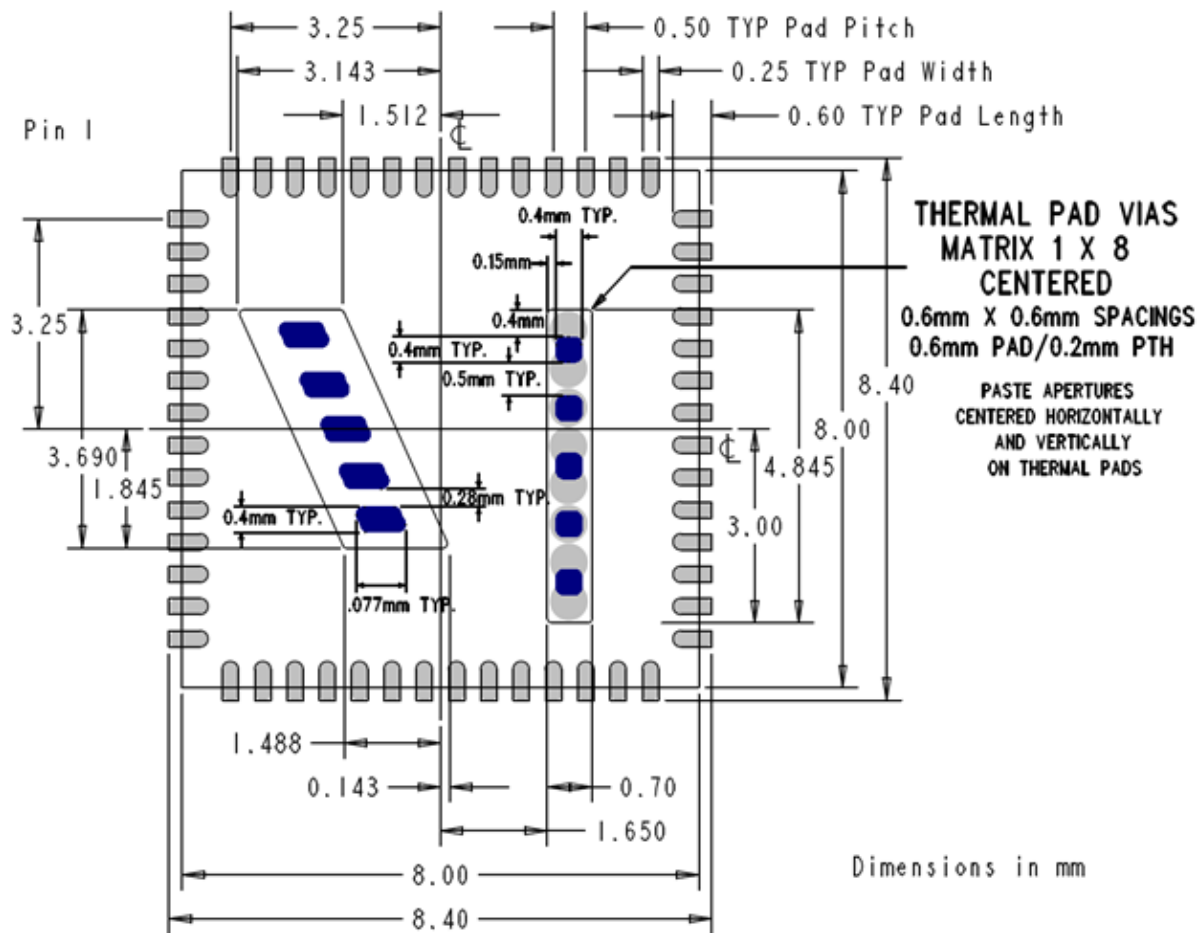 3.25
0.50 TYP Pad Pitch
3.143
0.25 TYP Pad Width
1.512
0.60 TYP Pad Length
Pin 1
℄
0.4mm TYP.
THERMAL PAD VIAS
MATRIX 1 X 8
CENTERED
0.6mm X 0.6mm SPACINGS
0.6mm PAD/0.2mm PTH
0.15mm
0.4mm
3.25
0.4mm TYP.
0.5mm TYP.
8.40
PASTE APERTURES
CENTERED HORIZONTALLY
AND VERTICALLY
ON THERMAL PADS
8.00
℄
3.690
4.845
1.845
0.28mm TYP.
0.4mm TYP.
3.00
.077mm TYP.
1.488
0.143
0.70
1.650
8.00
Dimensions in mm
8.40